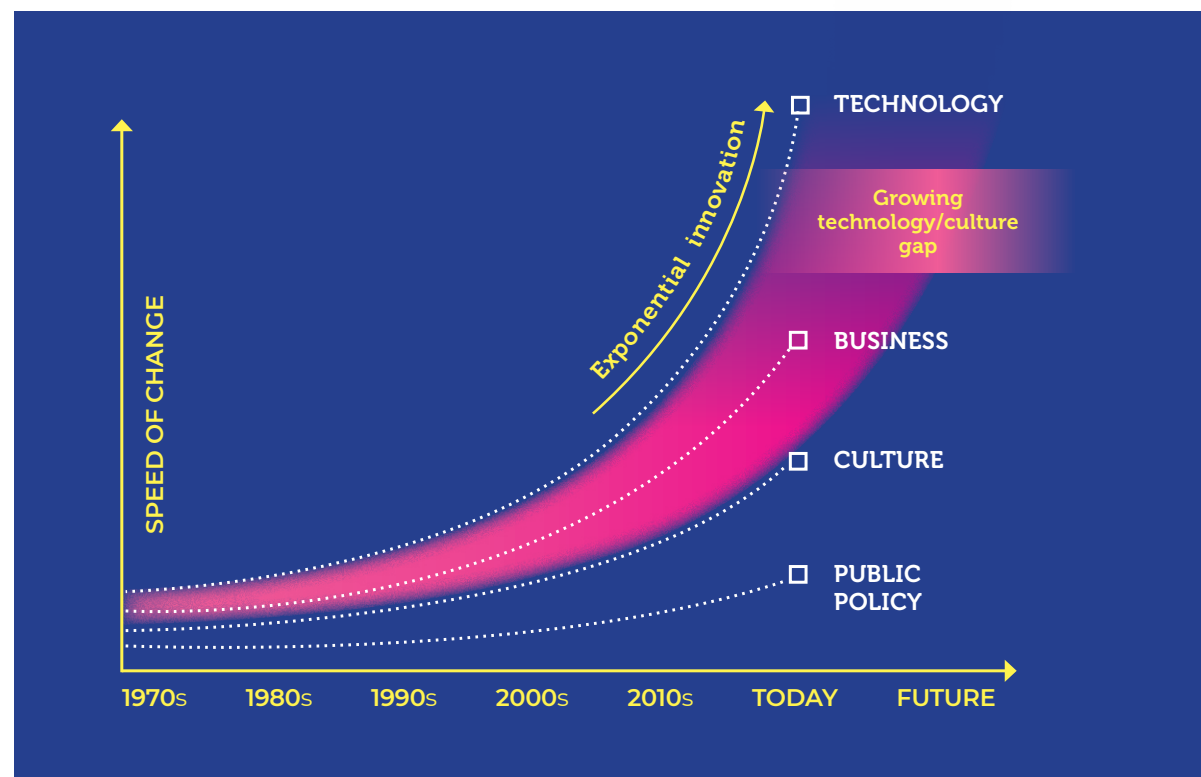 TECHNOLOGY
Exponential innovation
Growing
technology/culture
gap
SPEED OF CHANGE
BUSINESS
CULTURE
PUBLIC
POLICY
1970s 1980s 1990s 2000s 2010s TODAY FUTURE